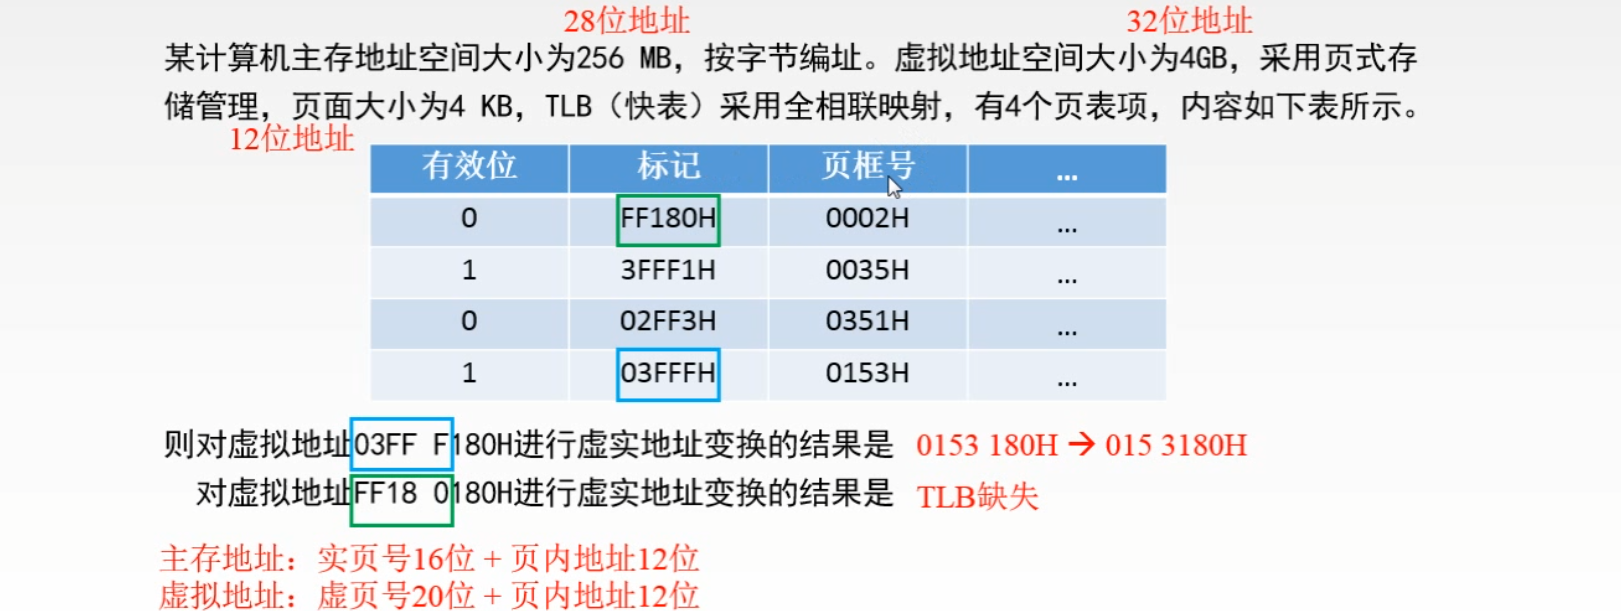 28位地址 32位地址
某计算机主存地址空间大小为256 MB，按字节编址。虚拟地址空间大小为4GB，采用页式存
储管理，页面大小为4 KB，TLB（快表）采用全相联映射，有4个页表项，内容如下表所示。
12位地址
有效位 标记 页框号 …
0 FF180H 0002H …
1 3FFF1H 0035H …
0 02FF3H 0351H …
1 03FFFH 0153H …
则对虚拟地址03FF F180H进行虚实地址变换的结果是 0153 180H → 015 3180H
对虚拟地址FF18 0180H进行虚实地址变换的结果是 TLB缺失
主存地址：实页号16位 + 页内地址12位
虚拟地址：虚页号20位 + 页内地址12位